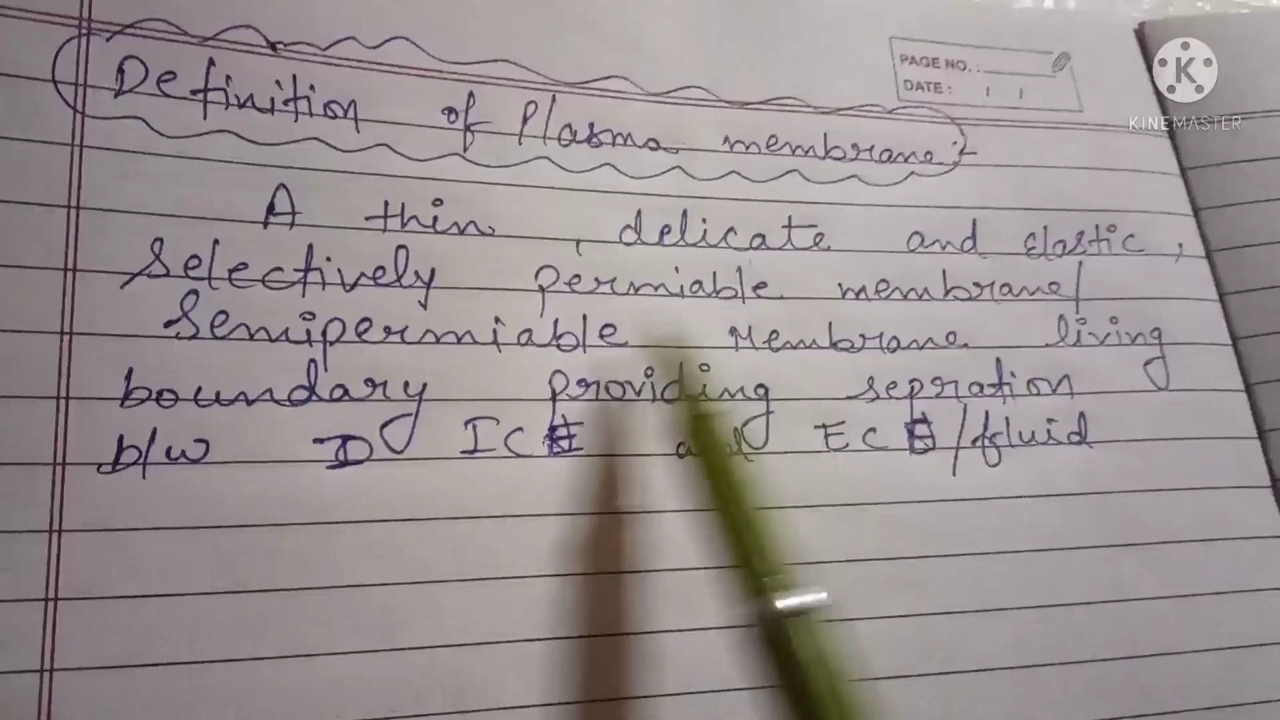 PAGE NO. :
DATE :
KINEMASTER
Definition of Plasma membrane:-
A thin, delicate and elastic,
Selectively permiable membrane/
Semipermiable Membrane living
boundary providing sepration
b/w IC and EC /fluid